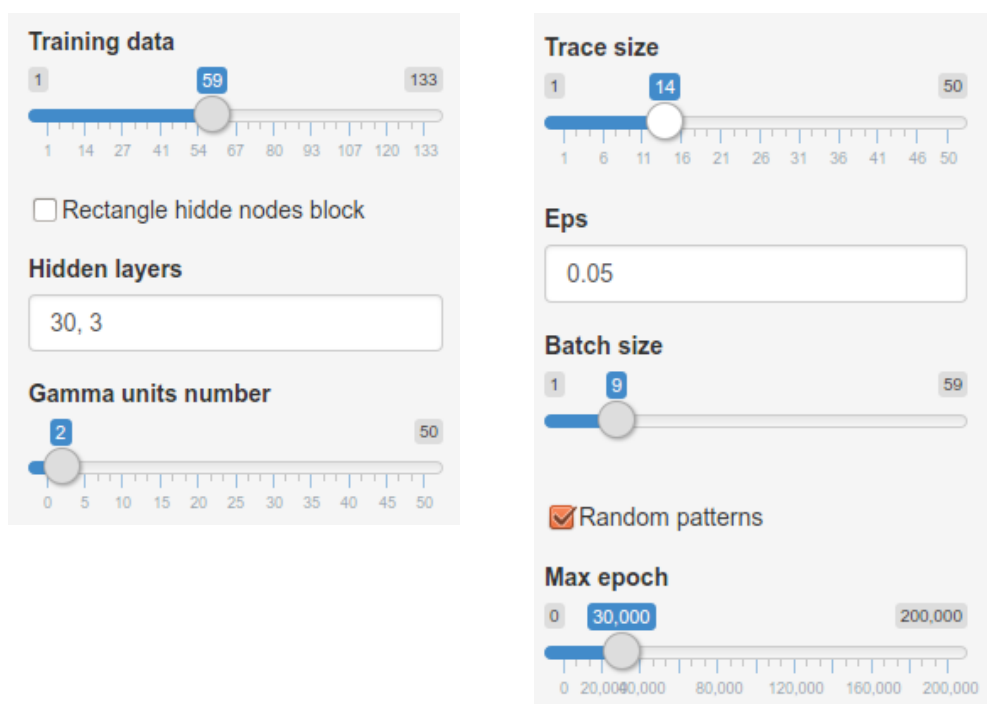 Training data
1 59 133
1 14 27 41 54 67 80 93 107 120 133
Rectangle hidde nodes block
Hidden layers
30, 3
Gamma units number
2 50
0 5 10 15 20 25 30 35 40 45 50
Trace size
1 14 50
1 6 11 16 21 26 31 36 41 46 50
Eps
0.05
Batch size
1 9 59
Random patterns
Max epoch
0 30,000 200,000
0 20,000 40,000 80,000 120,000 160,000 200,000